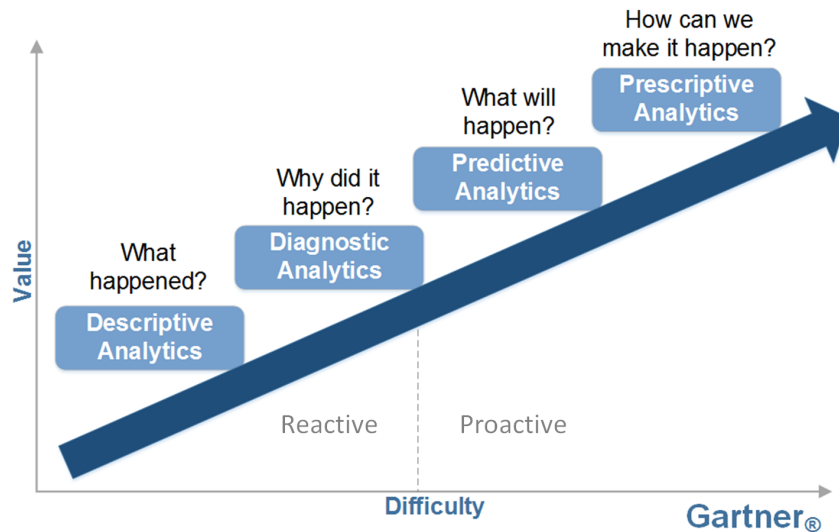 How can we
make it happen?
Prescriptive
Analytics
What will
happen?
Predictive
Analytics
Why did it
happen?
Diagnostic
Analytics
What
happened?
Descriptive
Analytics
Value
Reactive
Proactive
Difficulty
Gartner®